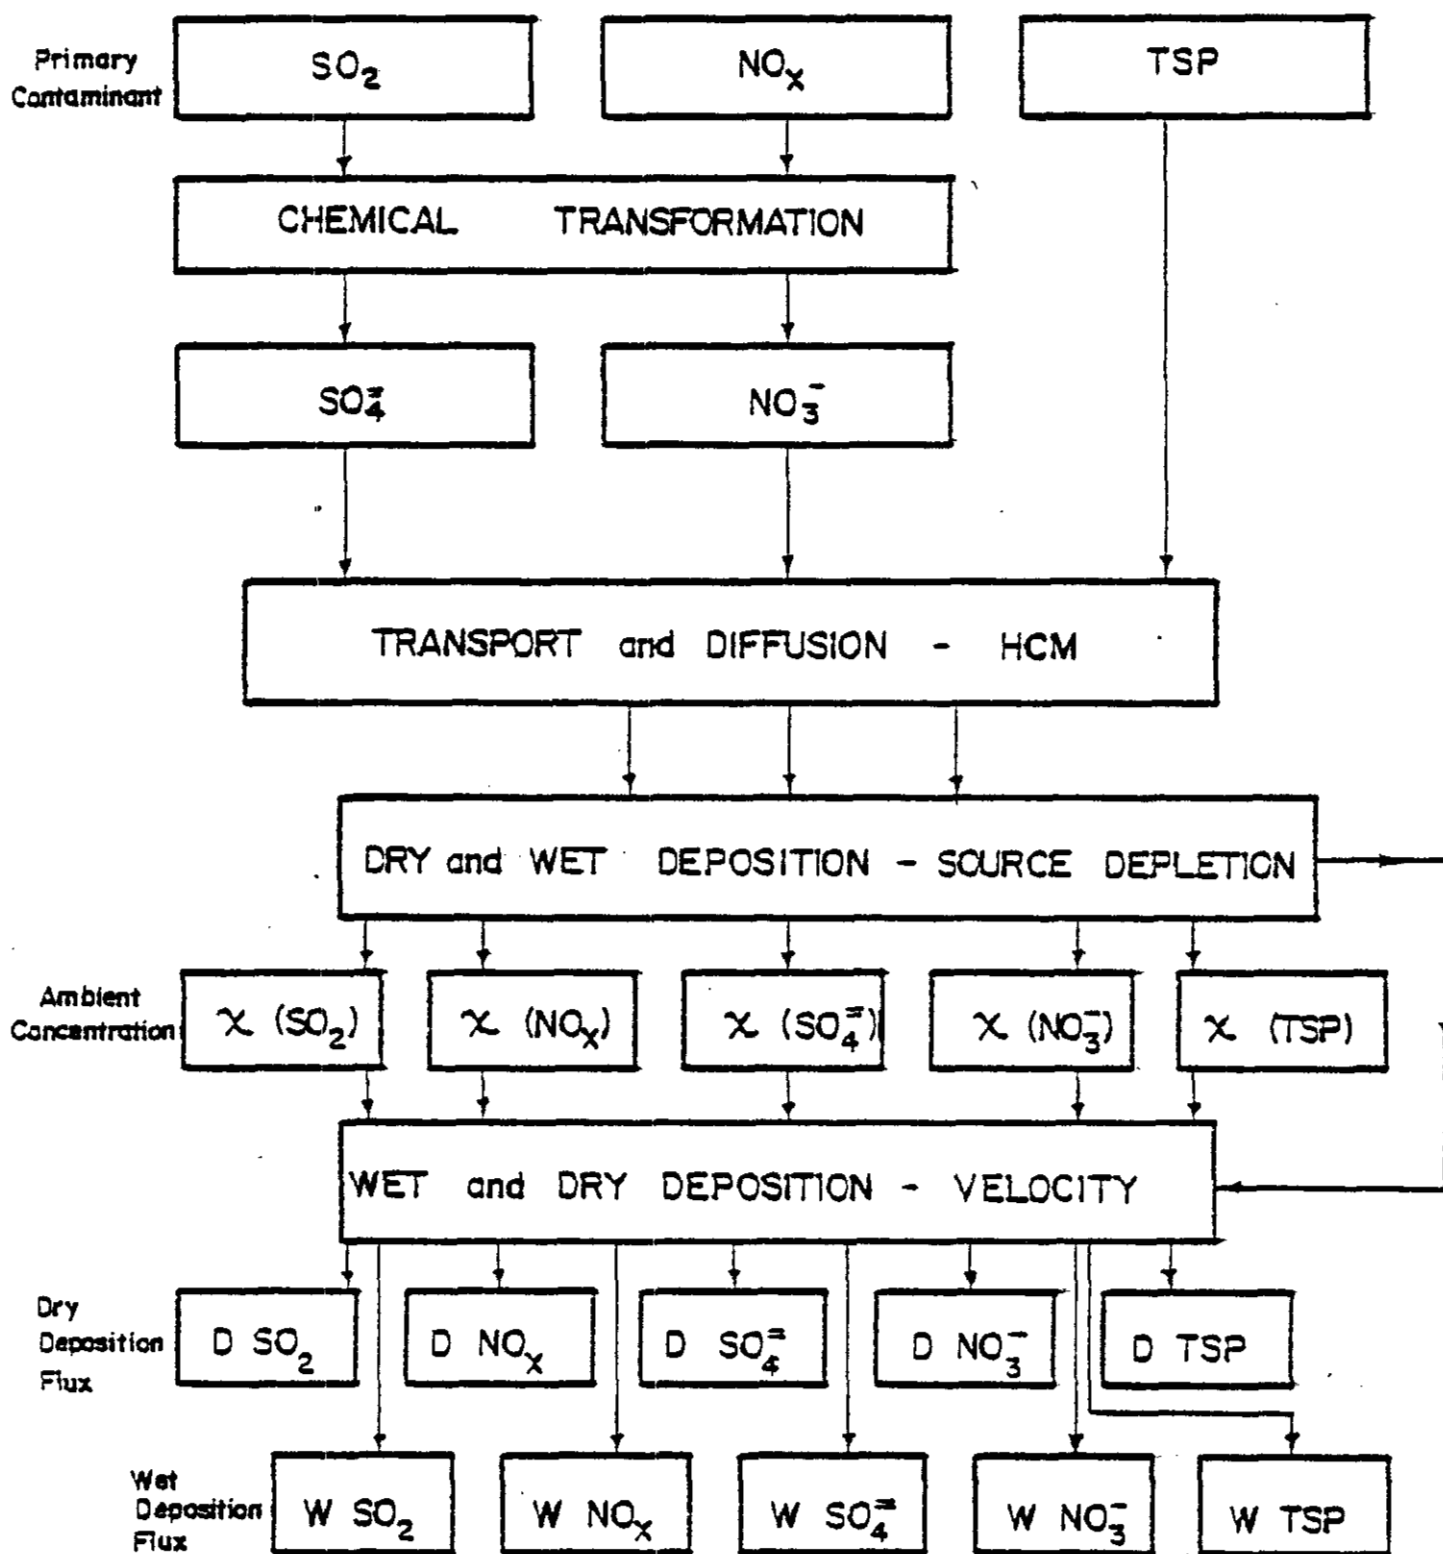 Primary
Contaminant
SO₂
NOₓ
TSP
CHEMICAL TRANSFORMATION
SO₄⁼
NO₃⁻
TRANSPORT and DIFFUSION - HCM
DRY and WET DEPOSITION - SOURCE DEPLETION
Ambient
Concentration
χ (SO₂)
χ (NOₓ)
χ (SO₄⁼)
χ (NO₃⁻)
χ (TSP)
WET and DRY DEPOSITION - VELOCITY
Dry
Deposition
Flux
D SO₂
D NOₓ
D SO₄⁼
D NO₃⁻
D TSP
Wet
Deposition
Flux
W SO₂
W NOₓ
W SO₄⁼
W NO₃⁻
W TSP